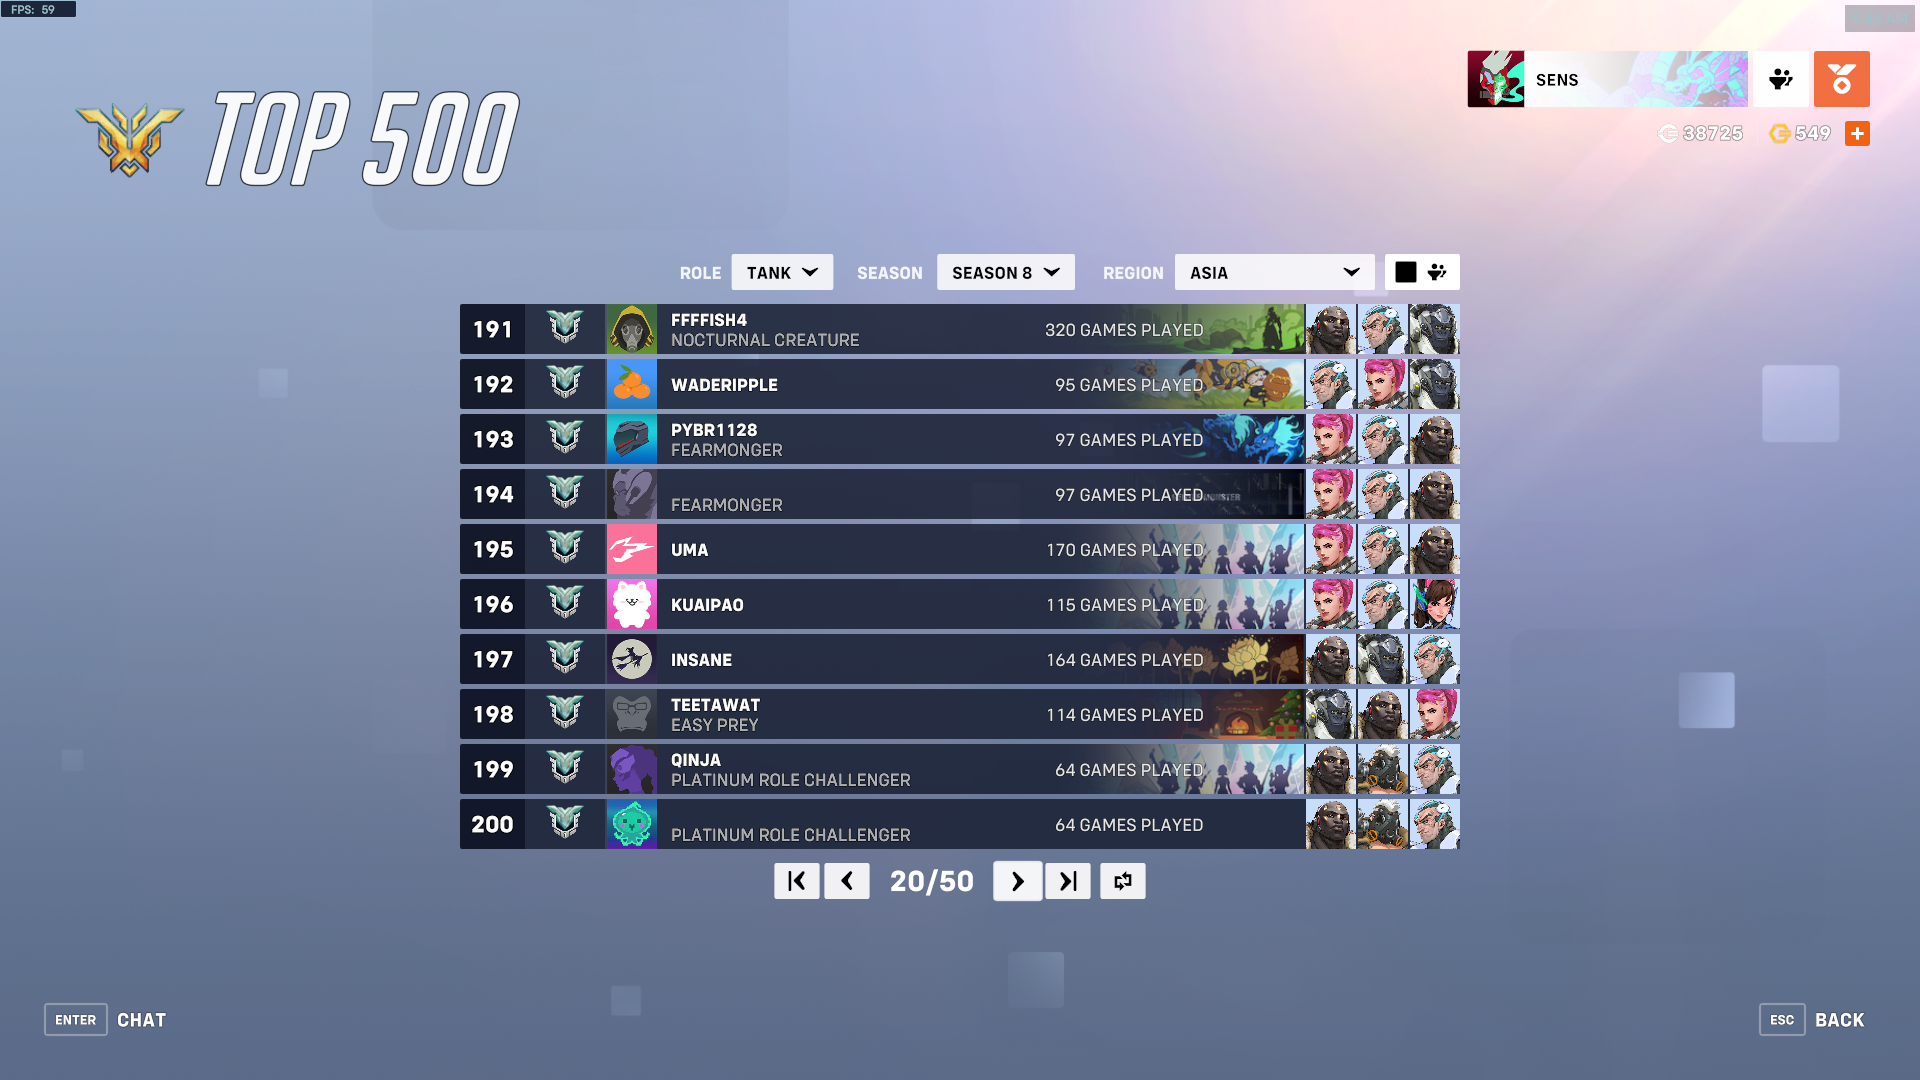 FPS: 59
TOP 500
SENS
38725
549
ROLE TANK SEASON SEASON 8 REGION ASIA
191 FFFFISH4 320 GAMES PLAYED
NOCTURNAL CREATURE
192 WADERIPPLE 95 GAMES PLAYED
193 PYBR1128 97 GAMES PLAYED
FEARMONGER
194 97 GAMES PLAYED
FEARMONGER
195 UMA 170 GAMES PLAYED
196 KUAIPAO 115 GAMES PLAYED
197 INSANE 164 GAMES PLAYED
198 TEETAWAT 114 GAMES PLAYED
EASY PREY
199 QINJA 64 GAMES PLAYED
PLATINUM ROLE CHALLENGER
200 64 GAMES PLAYED
PLATINUM ROLE CHALLENGER
20/50
ENTER CHAT
ESC BACK